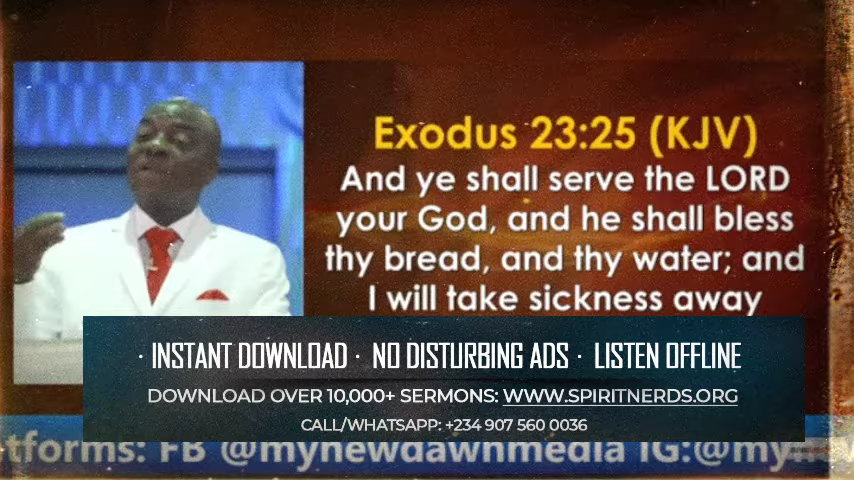 Exodus 23:25 (KJV)
And ye shall serve the LORD
your God, and he shall bless
thy bread, and thy water; and
I will take sickness away
· INSTANT DOWNLOAD · NO DISTURBING ADS · LISTEN OFFLINE
DOWNLOAD OVER 10,000+ SERMONS: WWW.SPIRITNERDS.ORG
CALL/WHATSAPP: +234 907 560 0036
tforms: FB @mynewdawnmedia IG:@my